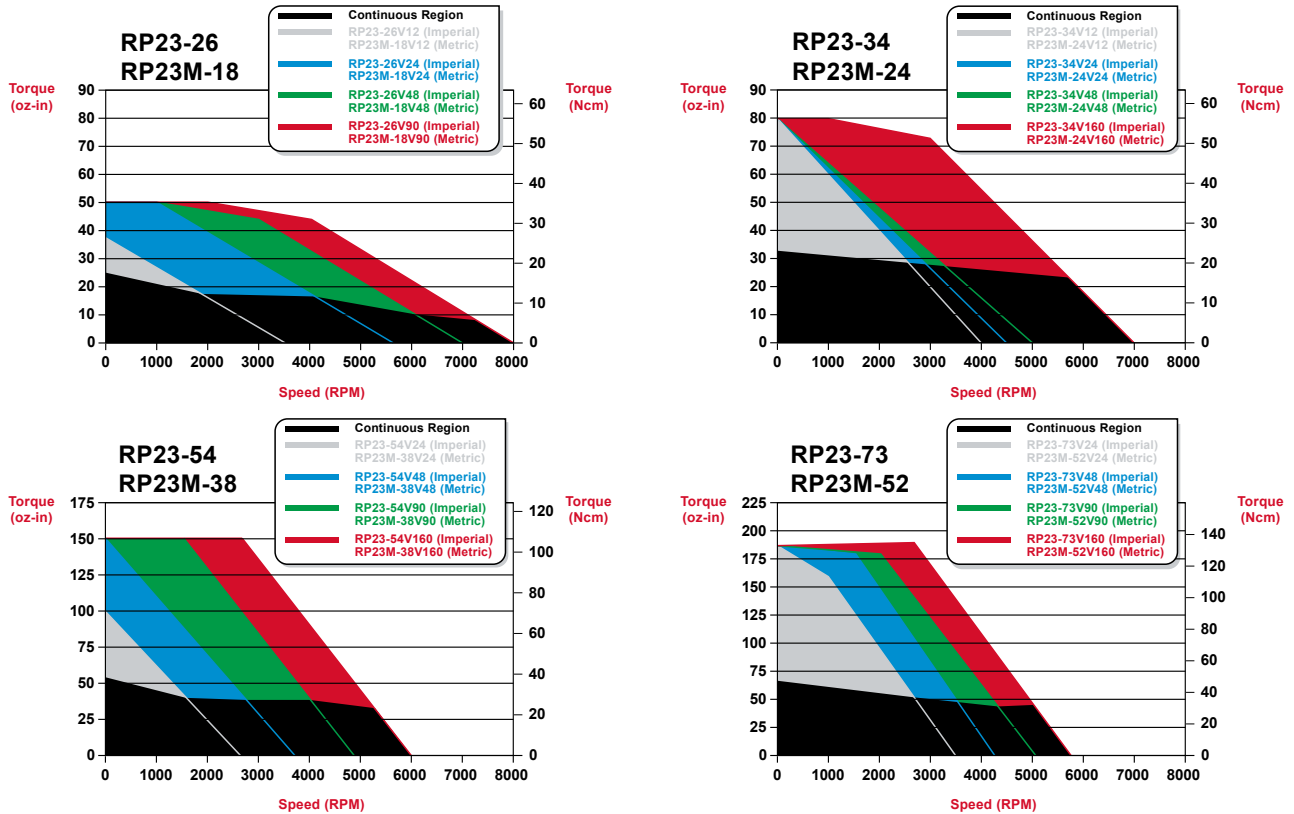 RP23-26
RP23M-18
Continuous Region
RP23-26V12 (Imperial)
RP23M-18V12 (Metric)
RP23-26V24 (Imperial)
RP23M-18V24 (Metric)
RP23-26V48 (Imperial)
RP23M-18V48 (Metric)
RP23-26V90 (Imperial)
RP23M-18V90 (Metric)
Torque
(oz-in)
Torque
(Ncm)
90
80
70
60
50
40
30
20
10
0
60
50
40
30
20
10
0
0 1000 2000 3000 4000 5000 6000 7000 8000
Speed (RPM)
RP23-34
RP23M-24
Continuous Region
RP23-34V12 (Imperial)
RP23M-24V12 (Metric)
RP23-34V24 (Imperial)
RP23M-24V24 (Metric)
RP23-34V48 (Imperial)
RP23M-24V48 (Metric)
RP23-34V160 (Imperial)
RP23M-24V160 (Metric)
Torque
(oz-in)
Torque
(Ncm)
90
80
70
60
50
40
30
20
10
0
60
50
40
30
20
10
0
0 1000 2000 3000 4000 5000 6000 7000 8000
Speed (RPM)
RP23-54
RP23M-38
Continuous Region
RP23-54V24 (Imperial)
RP23M-38V24 (Metric)
RP23-54V48 (Imperial)
RP23M-38V48 (Metric)
RP23-54V90 (Imperial)
RP23M-38V90 (Metric)
RP23-54V160 (Imperial)
RP23M-38V160 (Metric)
Torque
(oz-in)
Torque
(Ncm)
175
150
125
100
75
50
25
0
120
100
80
60
40
20
0
0 1000 2000 3000 4000 5000 6000 7000 8000
Speed (RPM)
RP23-73
RP23M-52
Continuous Region
RP23-73V24 (Imperial)
RP23M-52V24 (Metric)
RP23-73V48 (Imperial)
RP23M-52V48 (Metric)
RP23-73V90 (Imperial)
RP23M-52V90 (Metric)
RP23-73V160 (Imperial)
RP23M-52V160 (Metric)
Torque
(oz-in)
Torque
(Ncm)
225
200
175
150
125
100
75
50
25
0
140
120
100
80
60
40
20
0
0 1000 2000 3000 4000 5000 6000 7000 8000
Speed (RPM)